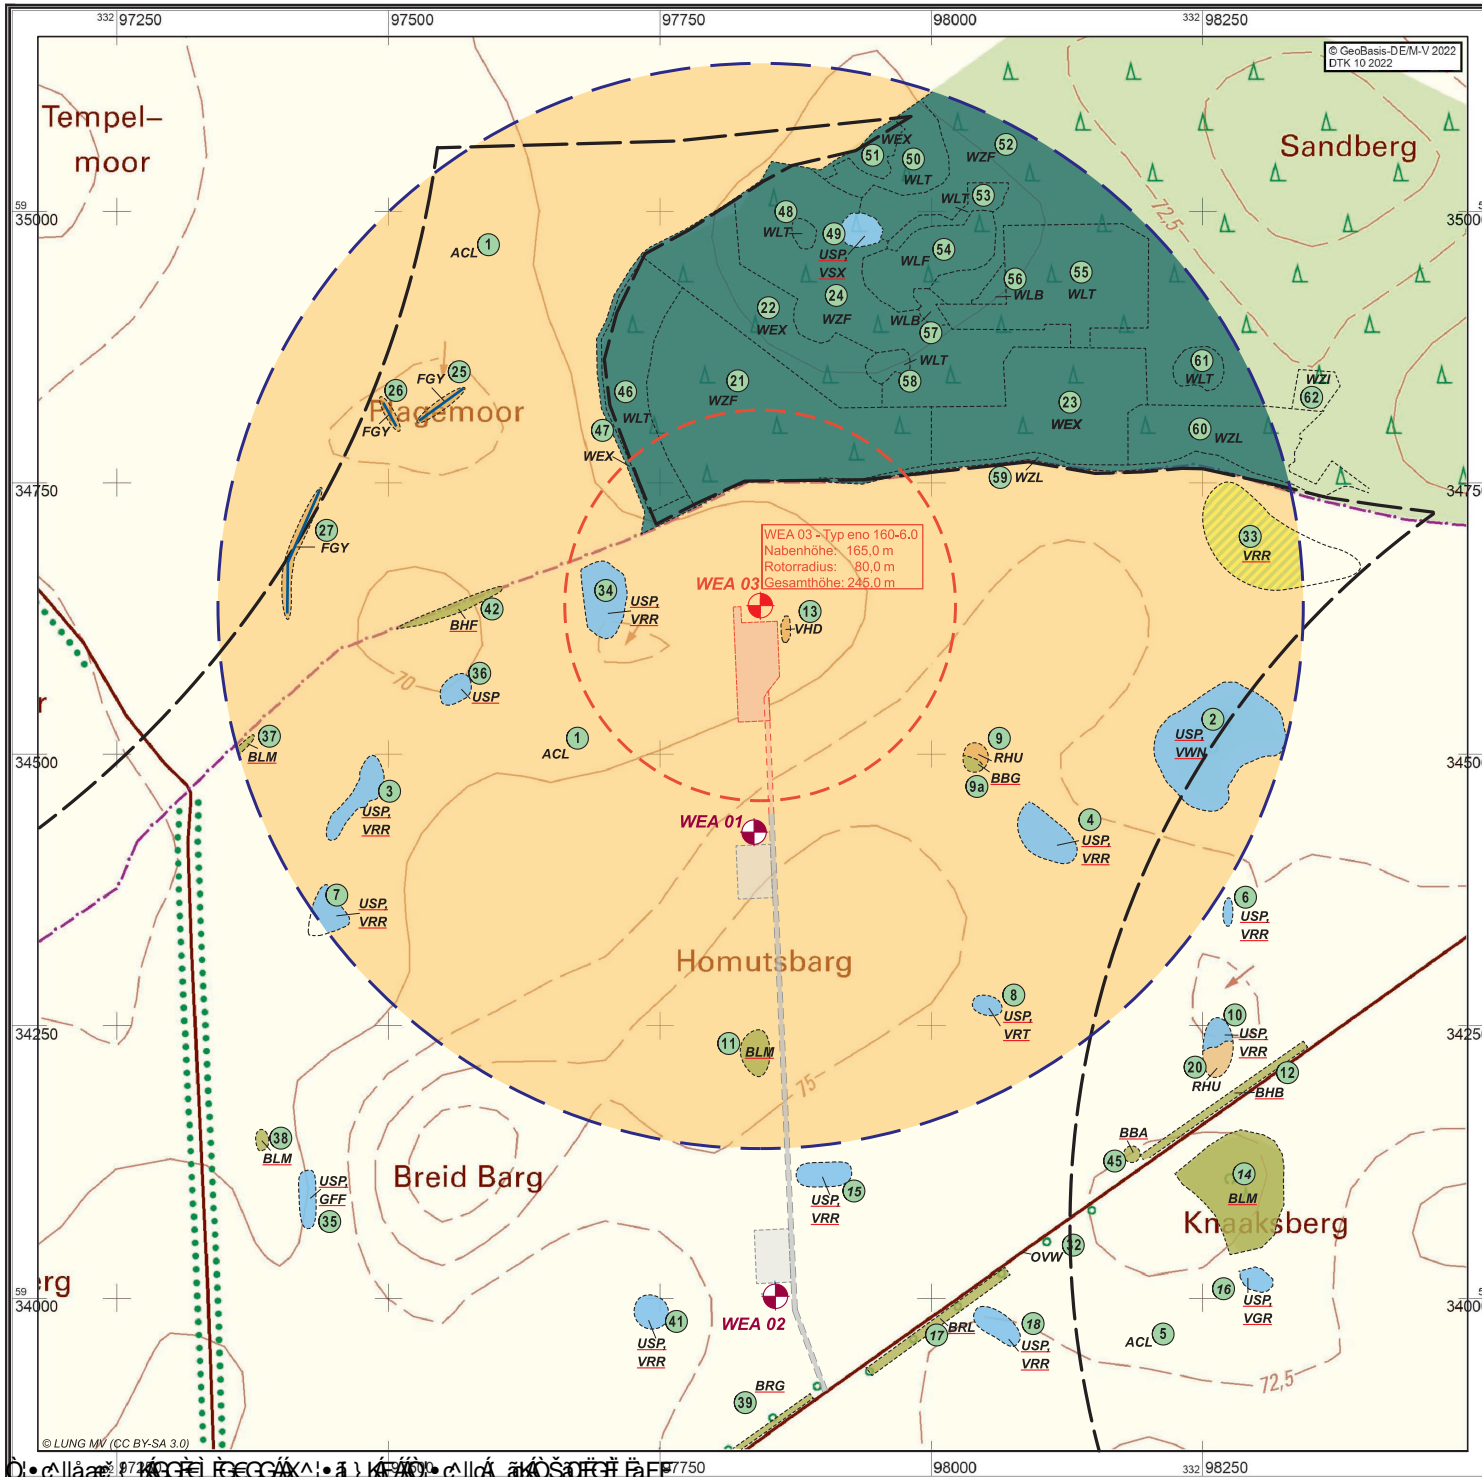 332 97250
97500
97750
98000
332 98250
© GeoBasis-DE/M-V 2022
DTK 10 2022
Tempel–
moor
Sandberg
72,5
59
35000
35000
1
ACL
51
WEX
50
WLT
52
WZF
53
WLT
48
WLT
49
USP,
VSX
54
WLF
56
WLB
55
WLT
22
WEX
24
WZF
WLB
57
WLT
58
61
WLT
WZI
62
21
WZF
46
WLT
47
WEX
23
WEX
60
WZL
59
WZL
25
FGY
26
FGY
Plagemoor
34750
34750
27
FGY
33
VRR
WEA 03 - Typ eno 160-6.0
Nabenhöhe: 165,0 m
Rotorradius: 80,0 m
Gesamthöhe: 245.0 m
WEA 03
34
USP,
VRR
13
VHD
42
BHF
36
USP
70
37
BLM
1
ACL
2
USP,
VWN
9
RHU
BBG
9a
34500
34500
3
USP,
VRR
WEA 01
4
USP,
VRR
7
USP,
VRR
6
USP,
VRR
Homutsbarg
8
USP,
VRT
10
USP,
VRR
34250
34250
11
BLM
75
20
RHU
12
BHB
38
BLM
BBA
45
Breid Barg
USP,
GFF
35
USP,
VRR
15
14
BLM
Knaaksberg
OVW
32
erg
16
USP,
VGR
59
34000
34000
41
USP,
VRR
WEA 02
BRL
17
18
USP,
VRR
ACL
5
BRG
39
72,5
© LUNG MV (CC BY-SA 3.0)
97750
98000
332 98250